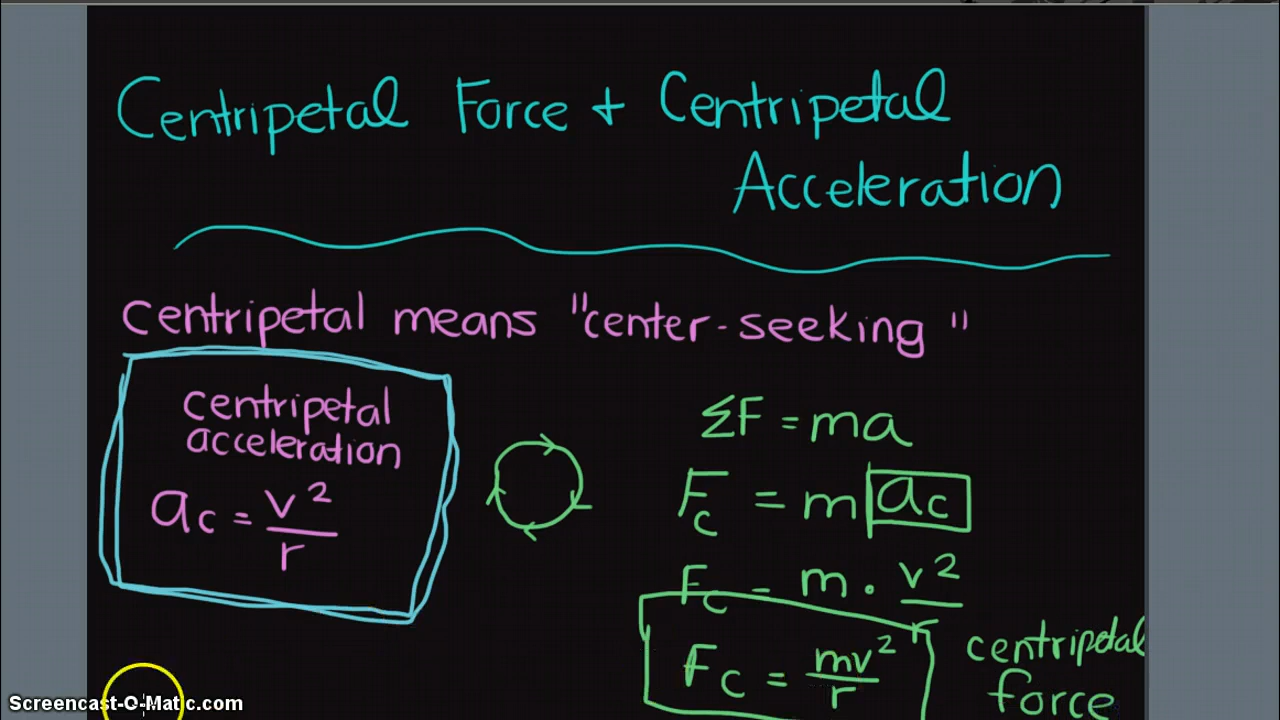 Centripetal Force + Centripetal
Acceleration
centripetal means "center-seeking"
centripetal
acceleration
ac = v²/r
ΣF = ma
Fc = m ac
Fc = m · v²/r
Fc = mv²/r
centripetal
force
Screencast-O-Matic.com